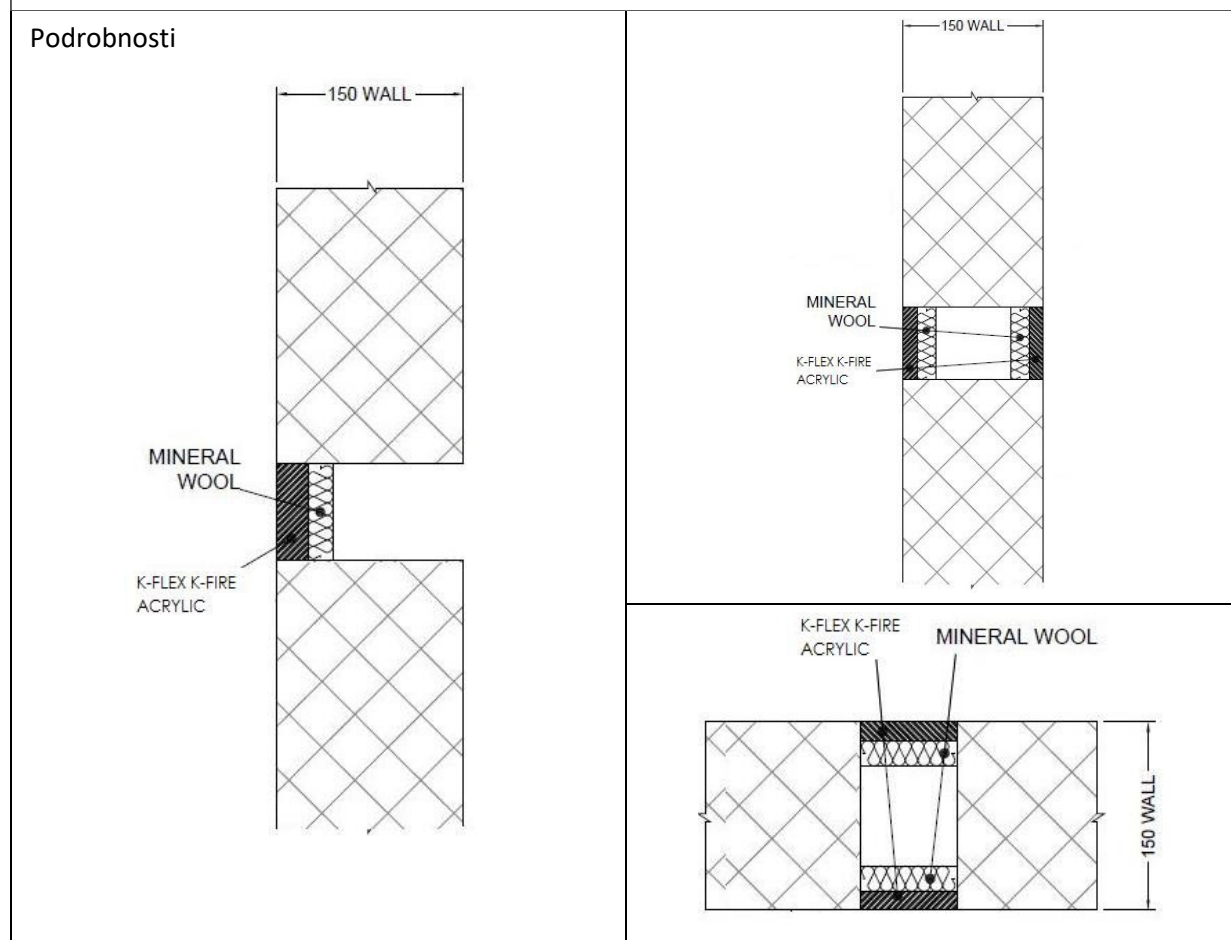 Podrobnosti
150 WALL
MINERAL
WOOL
K-FLEX K-FIRE
ACRYLIC
150 WALL
MINERAL
WOOL
K-FLEX K-FIRE
ACRYLIC
K-FLEX K-FIRE
ACRYLIC
MINERAL WOOL
150 WALL